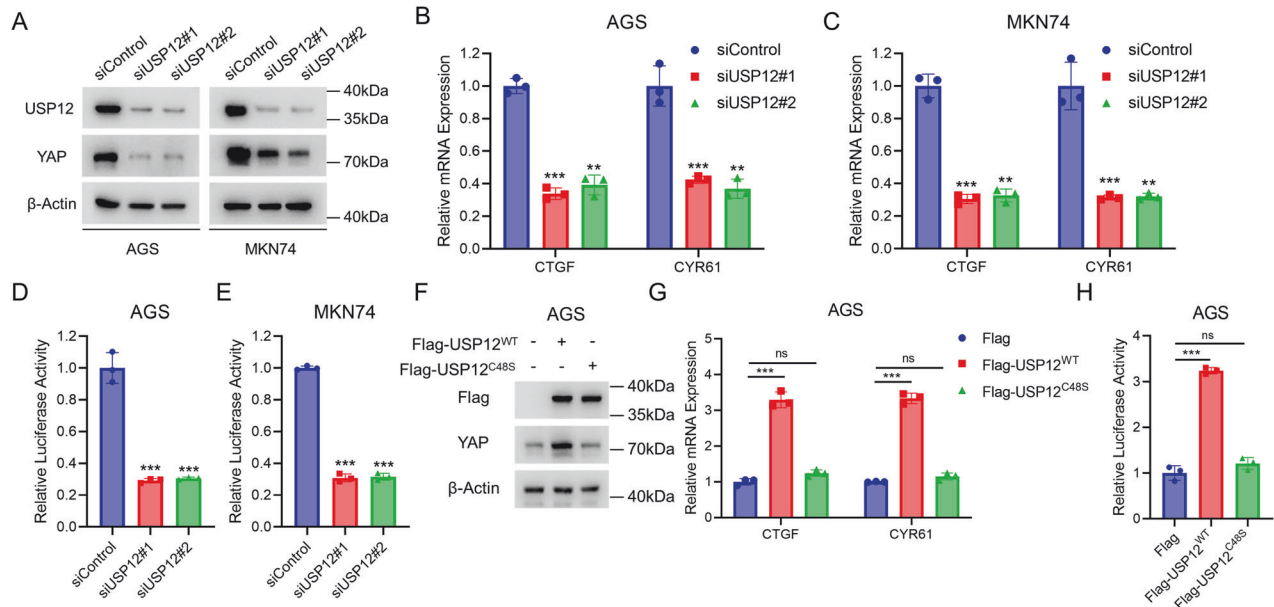 A
siControl
siUSP12#1
siUSP12#2
siControl
siUSP12#1
siUSP12#2
USP12
40kDa
35kDa
YAP
70kDa
β-Actin
40kDa
AGS
MKN74
B
AGS
Relative mRNA Expression
1.2
1.0
0.8
0.6
0.4
0.2
0.0
***
**
***
**
CTGF
CYR61
siControl
siUSP12#1
siUSP12#2
C
MKN74
Relative mRNA Expression
1.2
1.0
0.8
0.6
0.4
0.2
0.0
***
**
***
**
CTGF
CYR61
siControl
siUSP12#1
siUSP12#2
D
AGS
Relative Luciferase Activity
1.2
1.0
0.8
0.6
0.4
0.2
0.0
***
***
siControl
siUSP12#1
siUSP12#2
E
MKN74
Relative Luciferase Activity
1.2
1.0
0.8
0.6
0.4
0.2
0.0
***
***
siControl
siUSP12#1
siUSP12#2
F
AGS
Flag-USP12WT - + -
Flag-USP12C48S - - +
Flag
40kDa
35kDa
YAP
70kDa
β-Actin
40kDa
G
AGS
Relative mRNA Expression
5
4
3
2
1
0
ns
***
ns
***
CTGF
CYR61
Flag
Flag-USP12WT
Flag-USP12C48S
H
AGS
Relative Luciferase Activity
4
3
2
1
0
***
ns
Flag
Flag-USP12WT
Flag-USP12C48S